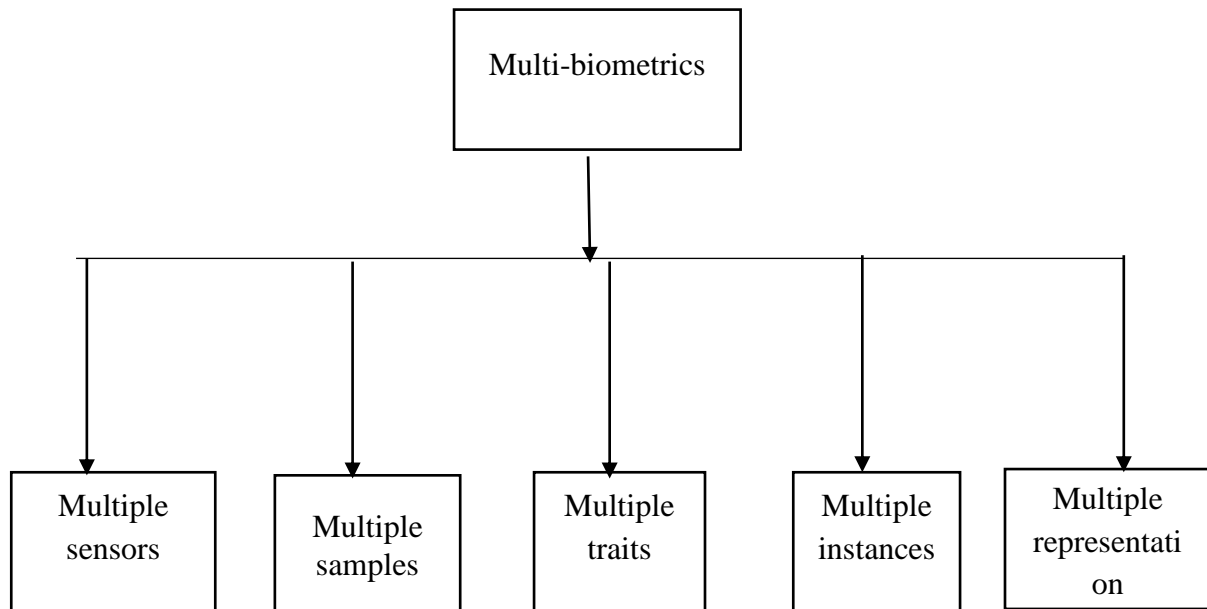 Multi-biometrics
Multiple
sensors
Multiple
samples
Multiple
traits
Multiple
instances
Multiple
representati
on